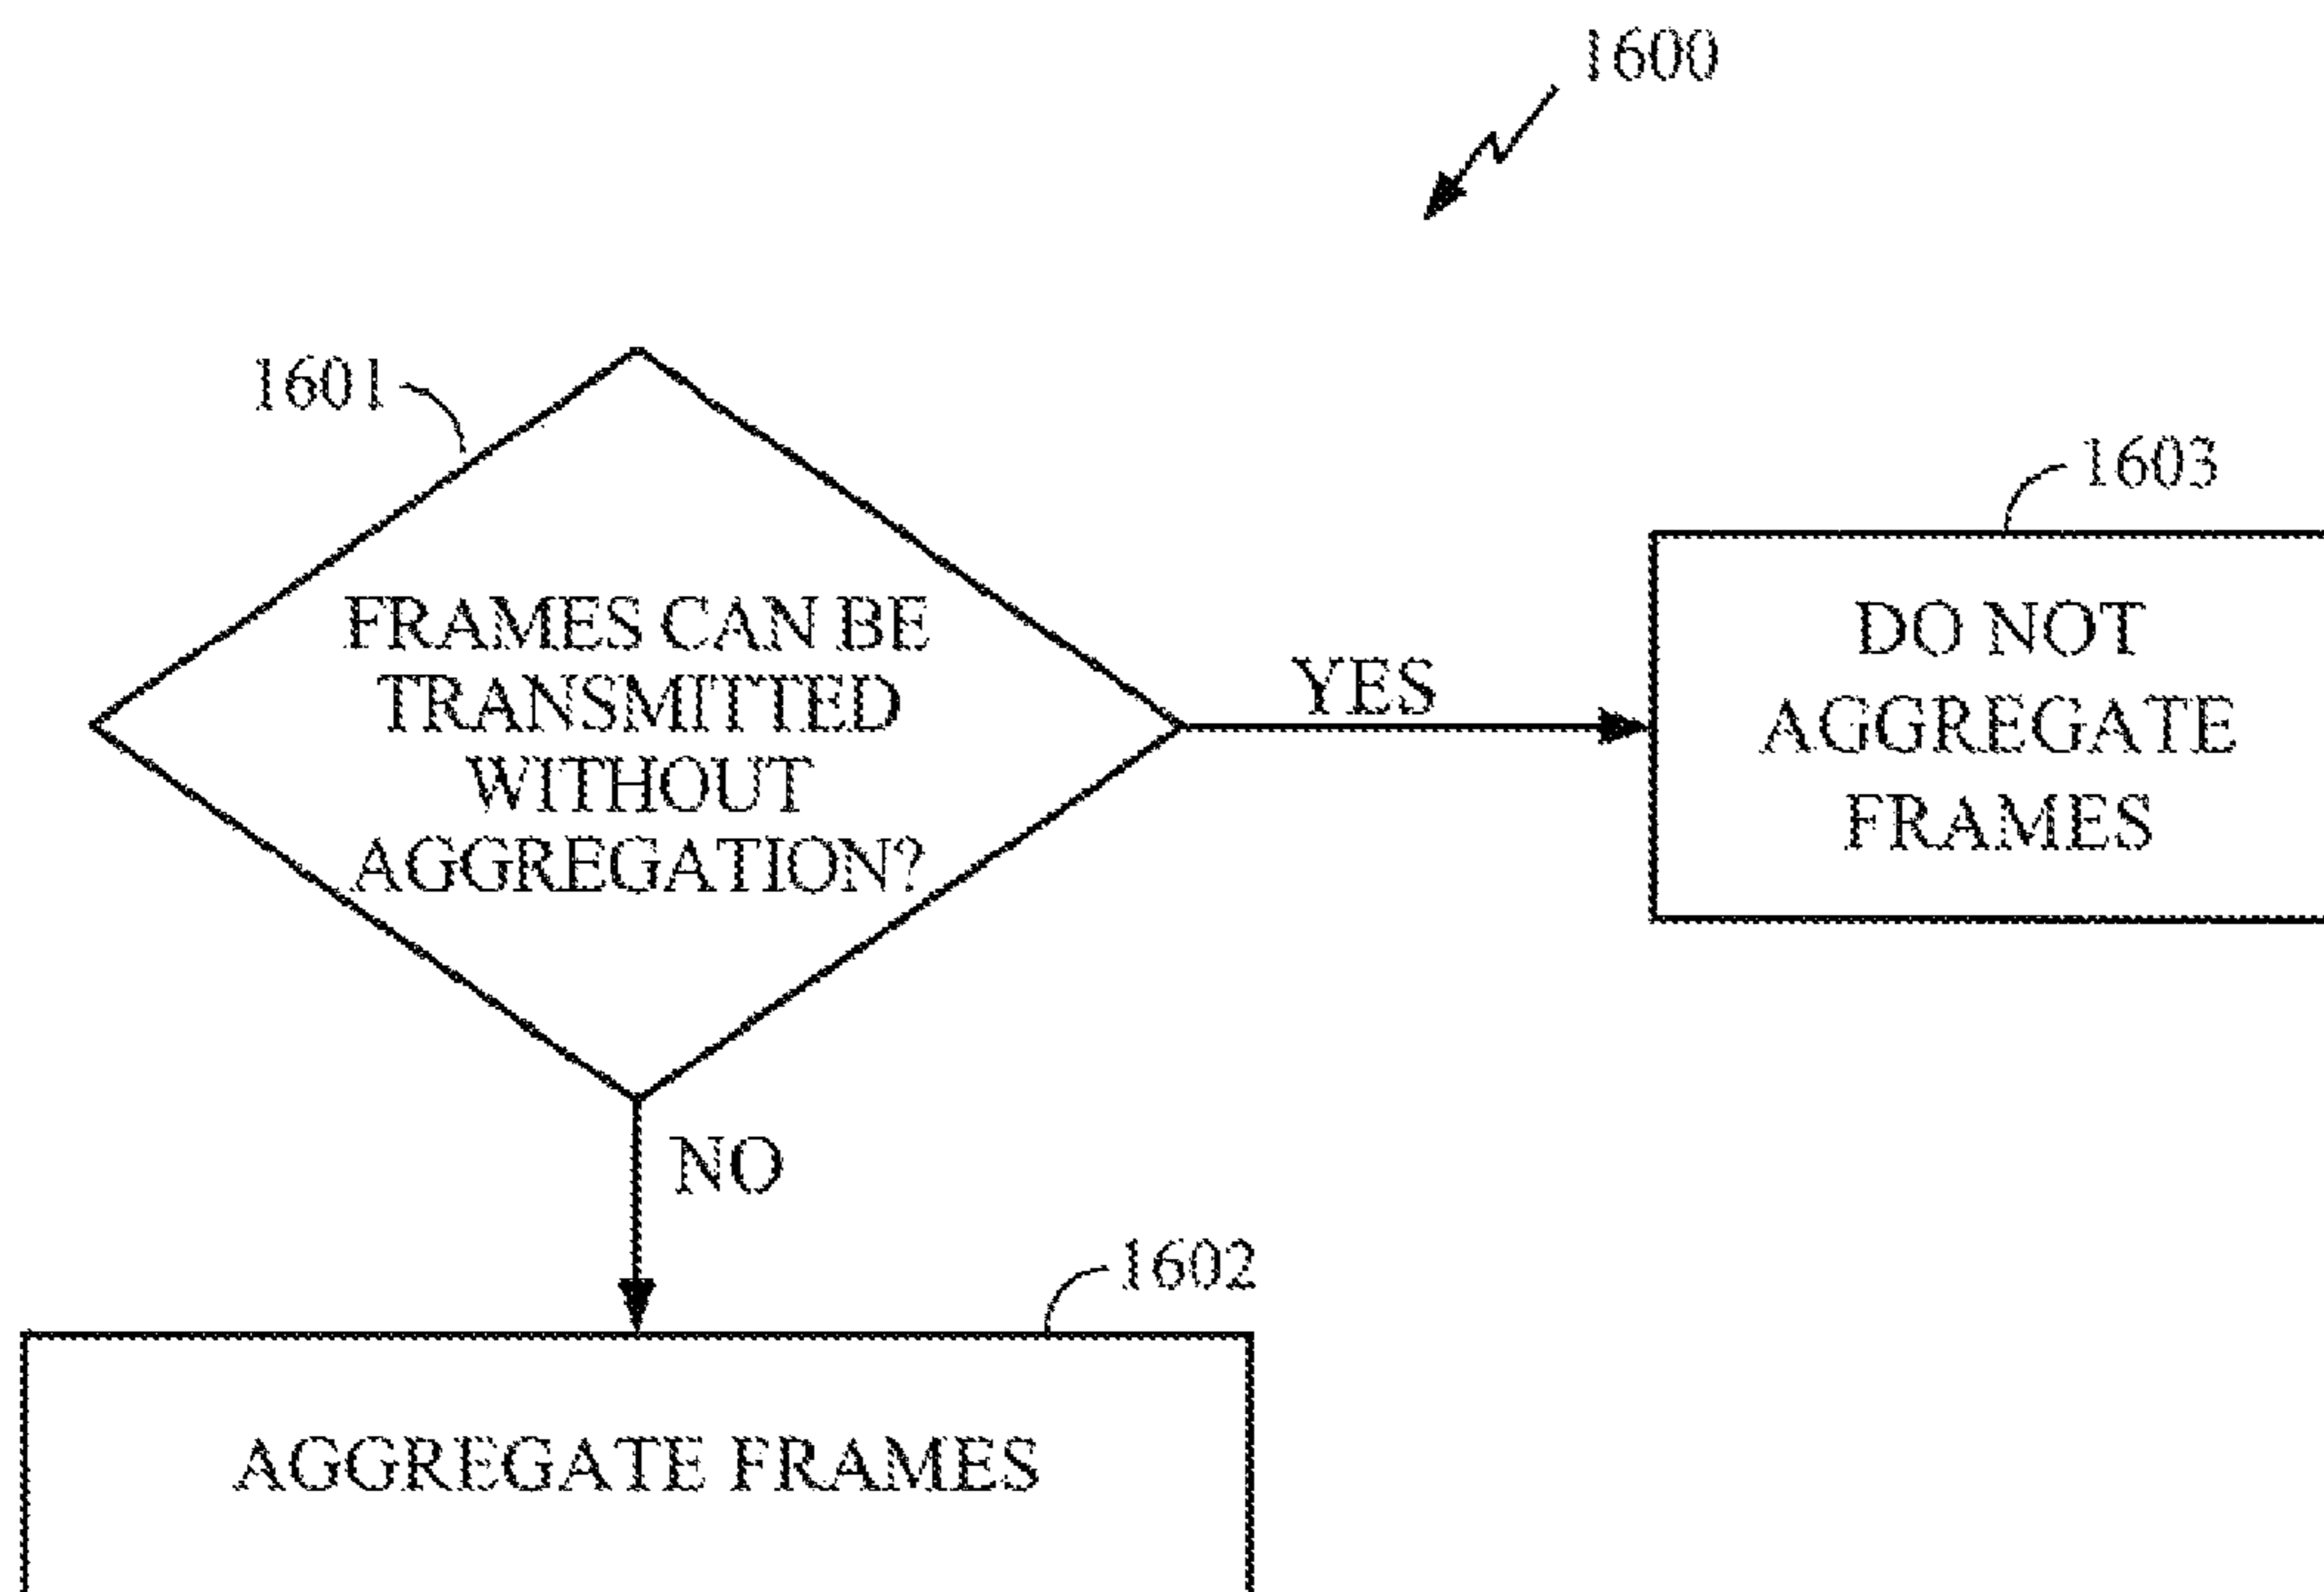 1600
1601
FRAMES CAN BE
TRANSMITTED
WITHOUT
AGGREGATION?
YES
1603
DO NOT
AGGREGATE
FRAMES
NO
1602
AGGREGATE FRAMES